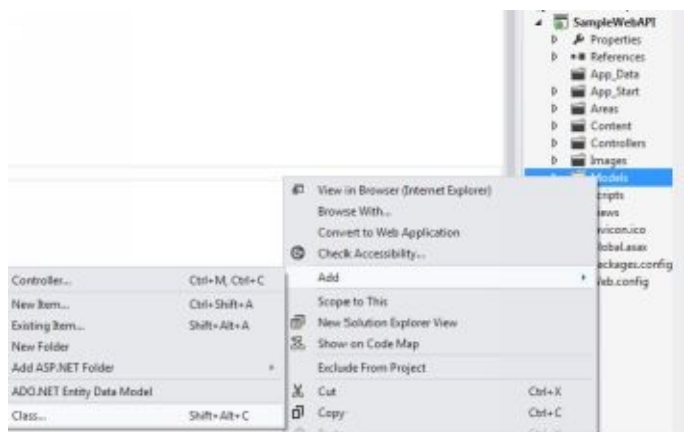 SampleWebAPI
Properties
References
App_Data
App_Start
Areas
Content
Controllers
Images
Models
cripts
iews
avicon.ico
lobal.asax
ackages.config
Veb.config
View in Browser (Internet Explorer)
Browse With...
Convert to Web Application
Check Accessibility...
Add
Scope to This
New Solution Explorer View
Show on Code Map
Exclude From Project
Cut Ctrl+X
Copy Ctrl+C
Controller... Ctrl+M, Ctrl+C
New Item... Ctrl+Shift+A
Existing Item... Shift+Alt+A
New Folder
Add ASP.NET Folder
ADO.NET Entity Data Model
Class... Shift+Alt+C